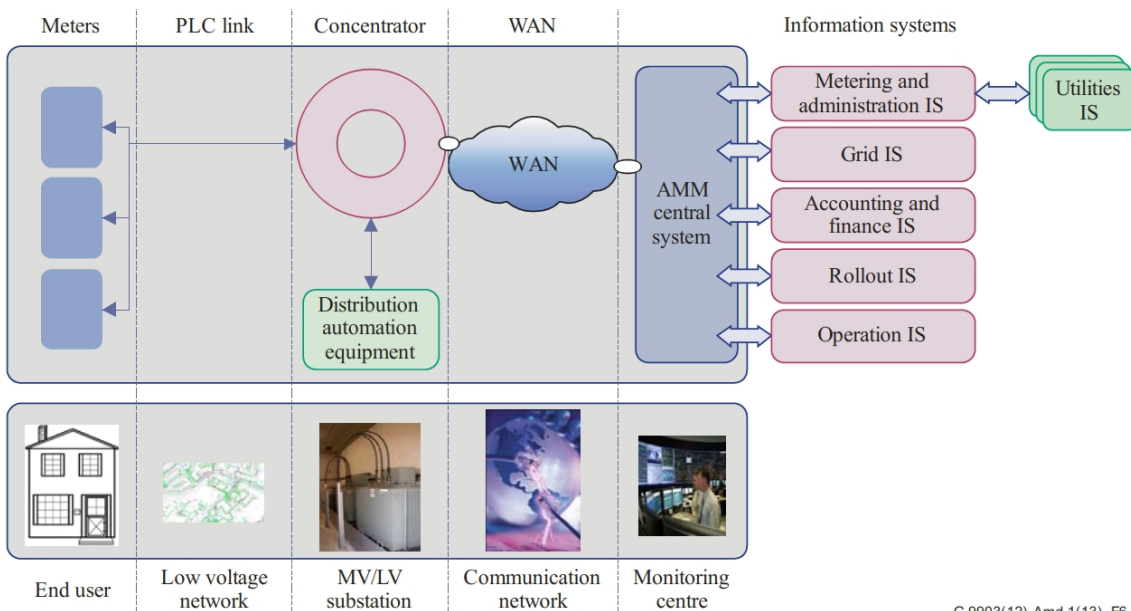 Meters
PLC link
Concentrator
WAN
Information systems
Metering and
administration IS
Utilities
IS
Grid IS
WAN
AMM
central
system
Accounting and
finance IS
Rollout IS
Distribution
automation
equipment
Operation IS
End user
Low voltage
network
MV/LV
substation
Communication
network
Monitoring
centre